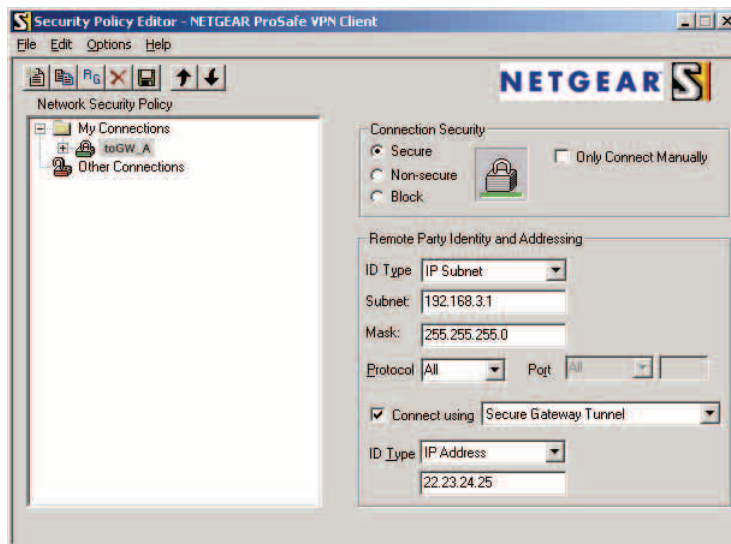 Security Policy Editor - NETGEAR ProSafe VPN Client
File Edit Options Help
NETGEAR S
Network Security Policy
My Connections
toGW_A
Other Connections
Connection Security
Secure
Non-secure
Block
Only Connect Manually
Remote Party Identity and Addressing
ID Type IP Subnet
Subnet: 192.168.3.1
Mask: 255.255.255.0
Protocol All Port All
Connect using Secure Gateway Tunnel
ID Type IP Address
22.23.24.25